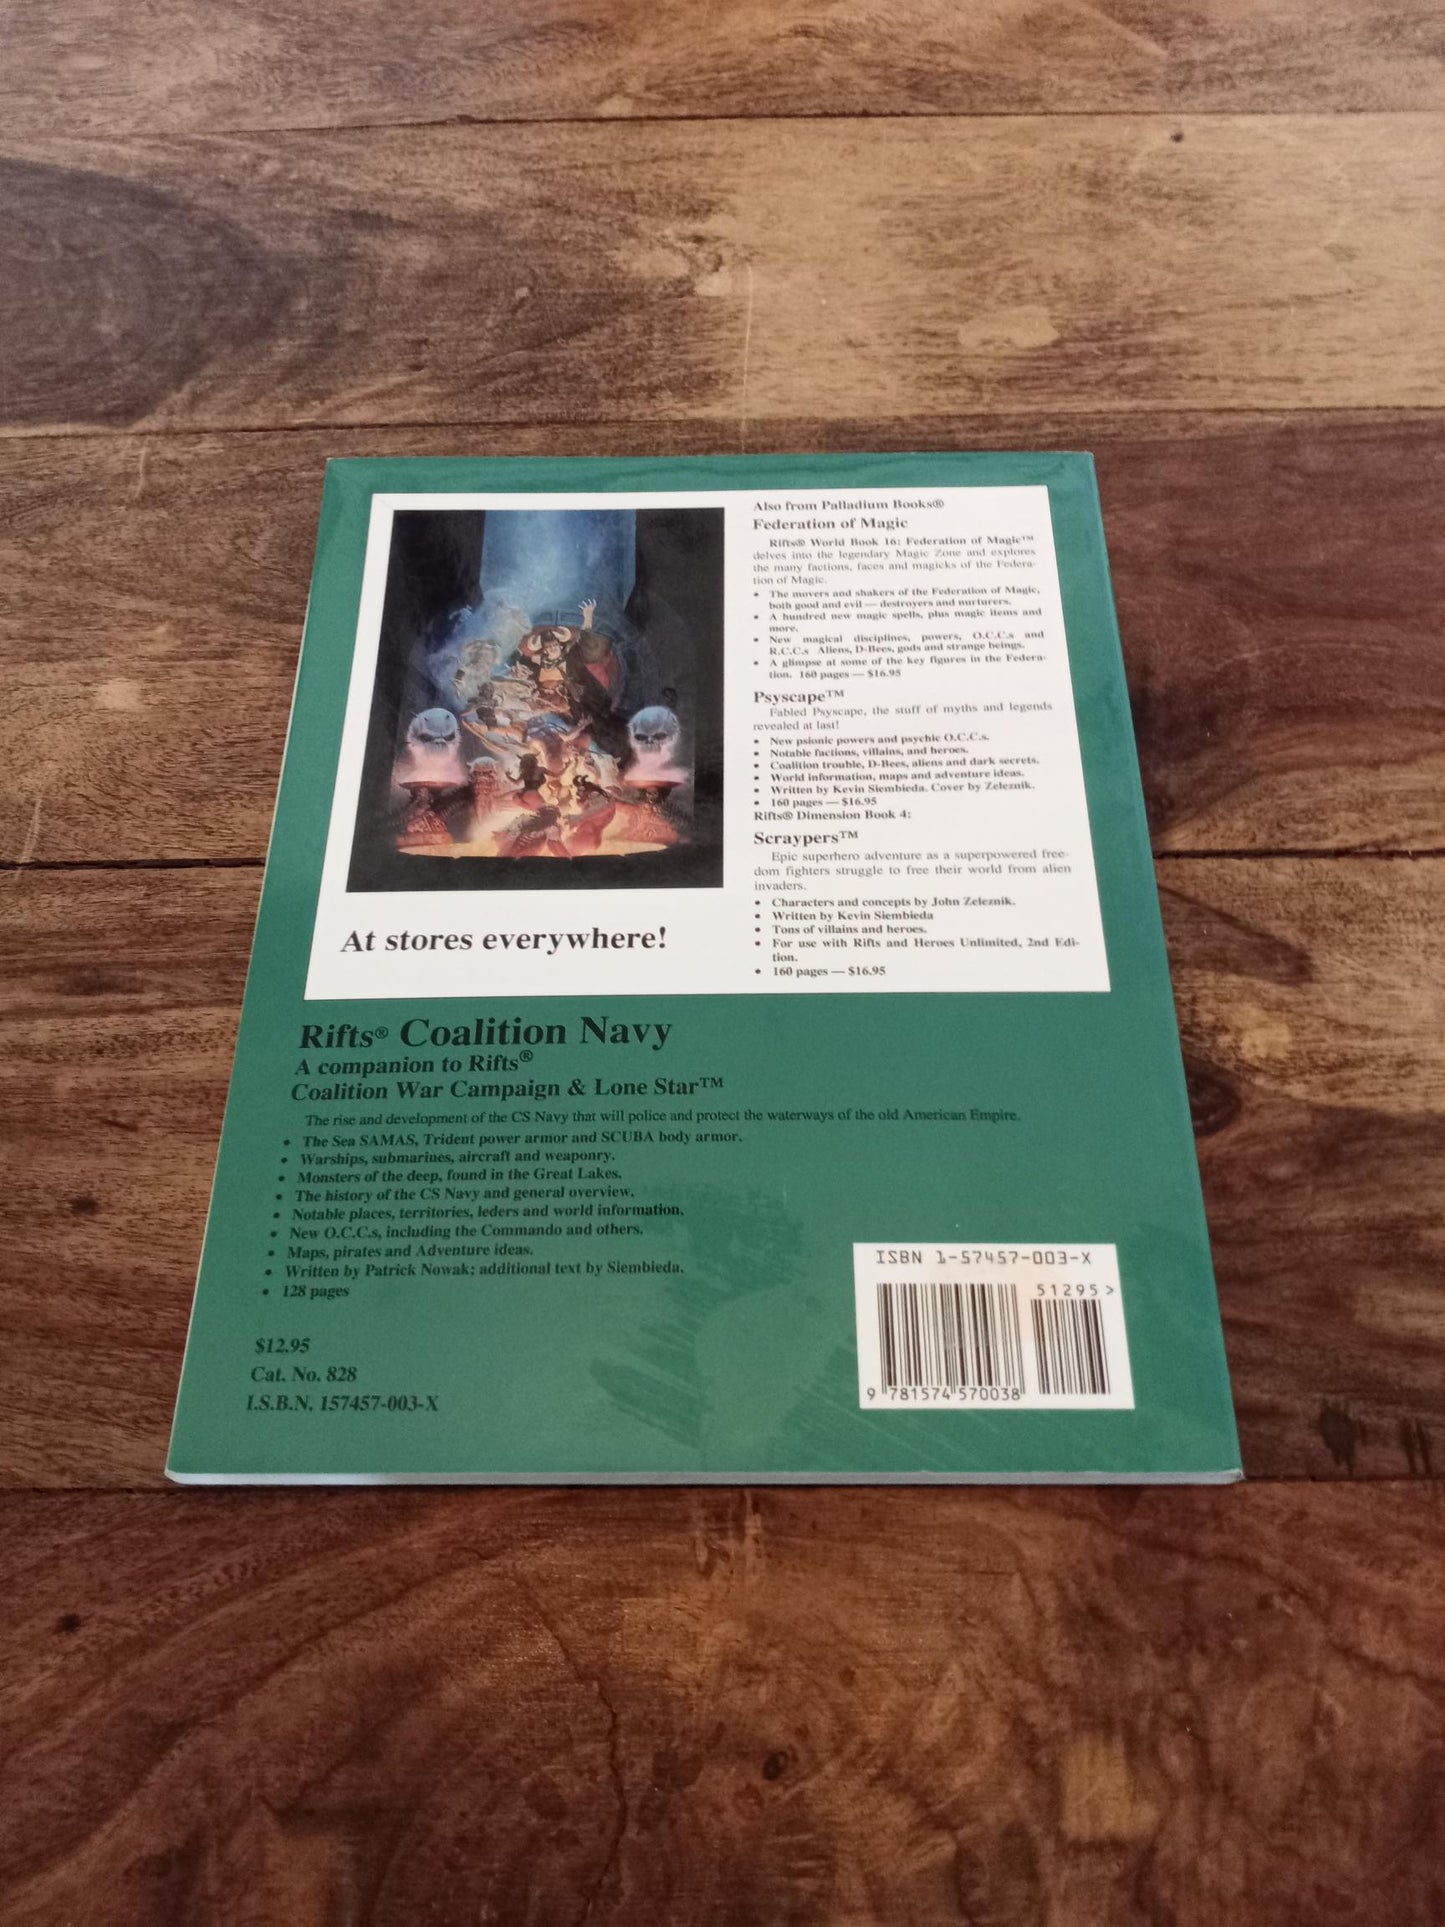 Also from Palladium Books®
Federation of Magic
Rifts® World Book 16: Federation of Magic™
delves into the legendary Magic Zone and explores
the many factions, faces and magicks of the Federa-
tion of Magic.
• The movers and shakers of the Federation of Magic,
both good and evil — destroyers and nurturers.
• A hundred new magic spells, plus magic items and
more.
• New magical disciplines, powers, O.C.C.s and
R.C.C.s Aliens, D-Bees, gods and strange beings.
• A glimpse at some of the key figures in the Federa-
tion. 160 pages — $16.95
Psyscape™
Fabled Psyscape, the stuff of myths and legends
revealed at last!
• New psionic powers and psychic O.C.C.s.
• Notable factions, villains, and heroes.
• Coalition trouble, D-Bees, aliens and dark secrets.
• World information, maps and adventure ideas.
• Written by Kevin Siembieda. Cover by Zeleznik.
• 160 pages — $16.95
Rifts® Dimension Book 4:
Scraypers™
Epic superhero adventure as a superpowered free-
dom fighters struggle to free their world from alien
invaders.
• Characters and concepts by John Zeleznik.
• Written by Kevin Siembieda
• Tons of villains and heroes.
• For use with Rifts and Heroes Unlimited, 2nd Edi-
tion.
• 160 pages — $16.95
At stores everywhere!
Rifts® Coalition Navy
A companion to Rifts®
Coalition War Campaign & Lone Star™
The rise and development of the CS Navy that will police and protect the waterways of the old American Empire.
• The Sea SAMAS, Trident power armor and SCUBA body armor.
• Warships, submarines, aircraft and weaponry.
• Monsters of the deep, found in the Great Lakes.
• The history of the CS Navy and general overview.
• Notable places, territories, leders and world information.
• New O.C.C.s, including the Commando and others.
• Maps, pirates and Adventure ideas.
• Written by Patrick Nowak; additional text by Siembieda.
• 128 pages
$12.95
Cat. No. 828
I.S.B.N. 157457-003-X
ISBN 1-57457-003-X
51295>
9 781574 570038